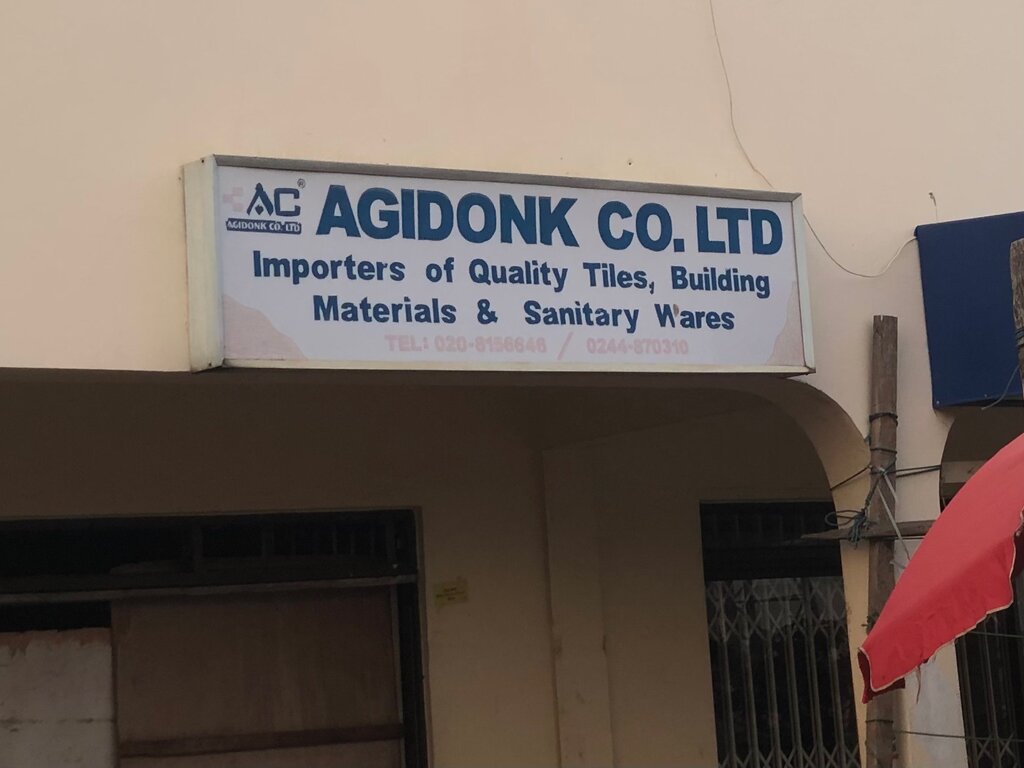 AC®
AGIDONK CO. LTD
AGIDONK CO. LTD
Importers of Quality Tiles, Building
Materials & Sanitary Wares
TEL: 020-8156646 / 0244-870310